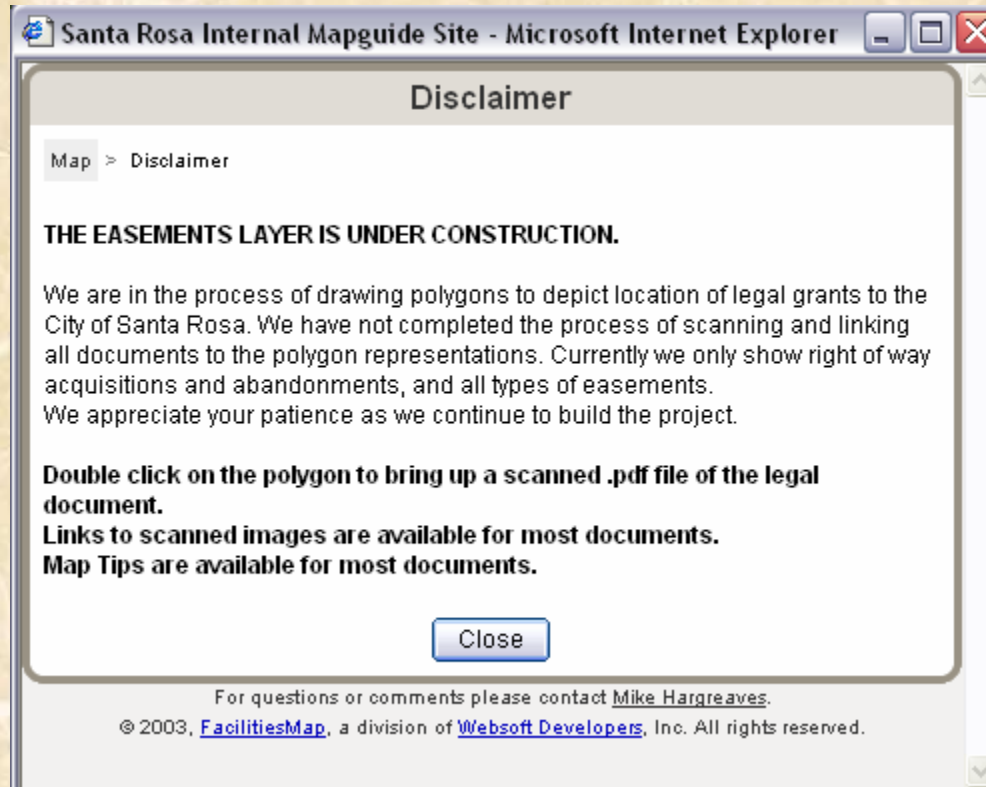 Santa Rosa Internal Mapguide Site - Microsoft Internet Explorer
Disclaimer
Map > Disclaimer
THE EASEMENTS LAYER IS UNDER CONSTRUCTION.
We are in the process of drawing polygons to depict location of legal grants to the
City of Santa Rosa. We have not completed the process of scanning and linking
all documents to the polygon representations. Currently we only show right of way
acquisitions and abandonments, and all types of easements.
We appreciate your patience as we continue to build the project.
Double click on the polygon to bring up a scanned .pdf file of the legal
document.
Links to scanned images are available for most documents.
Map Tips are available for most documents.
Close
For questions or comments please contact Mike Hargreaves.
© 2003, FacilitiesMap, a division of Websoft Developers, Inc. All rights reserved.